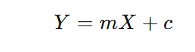 Y = mX + c